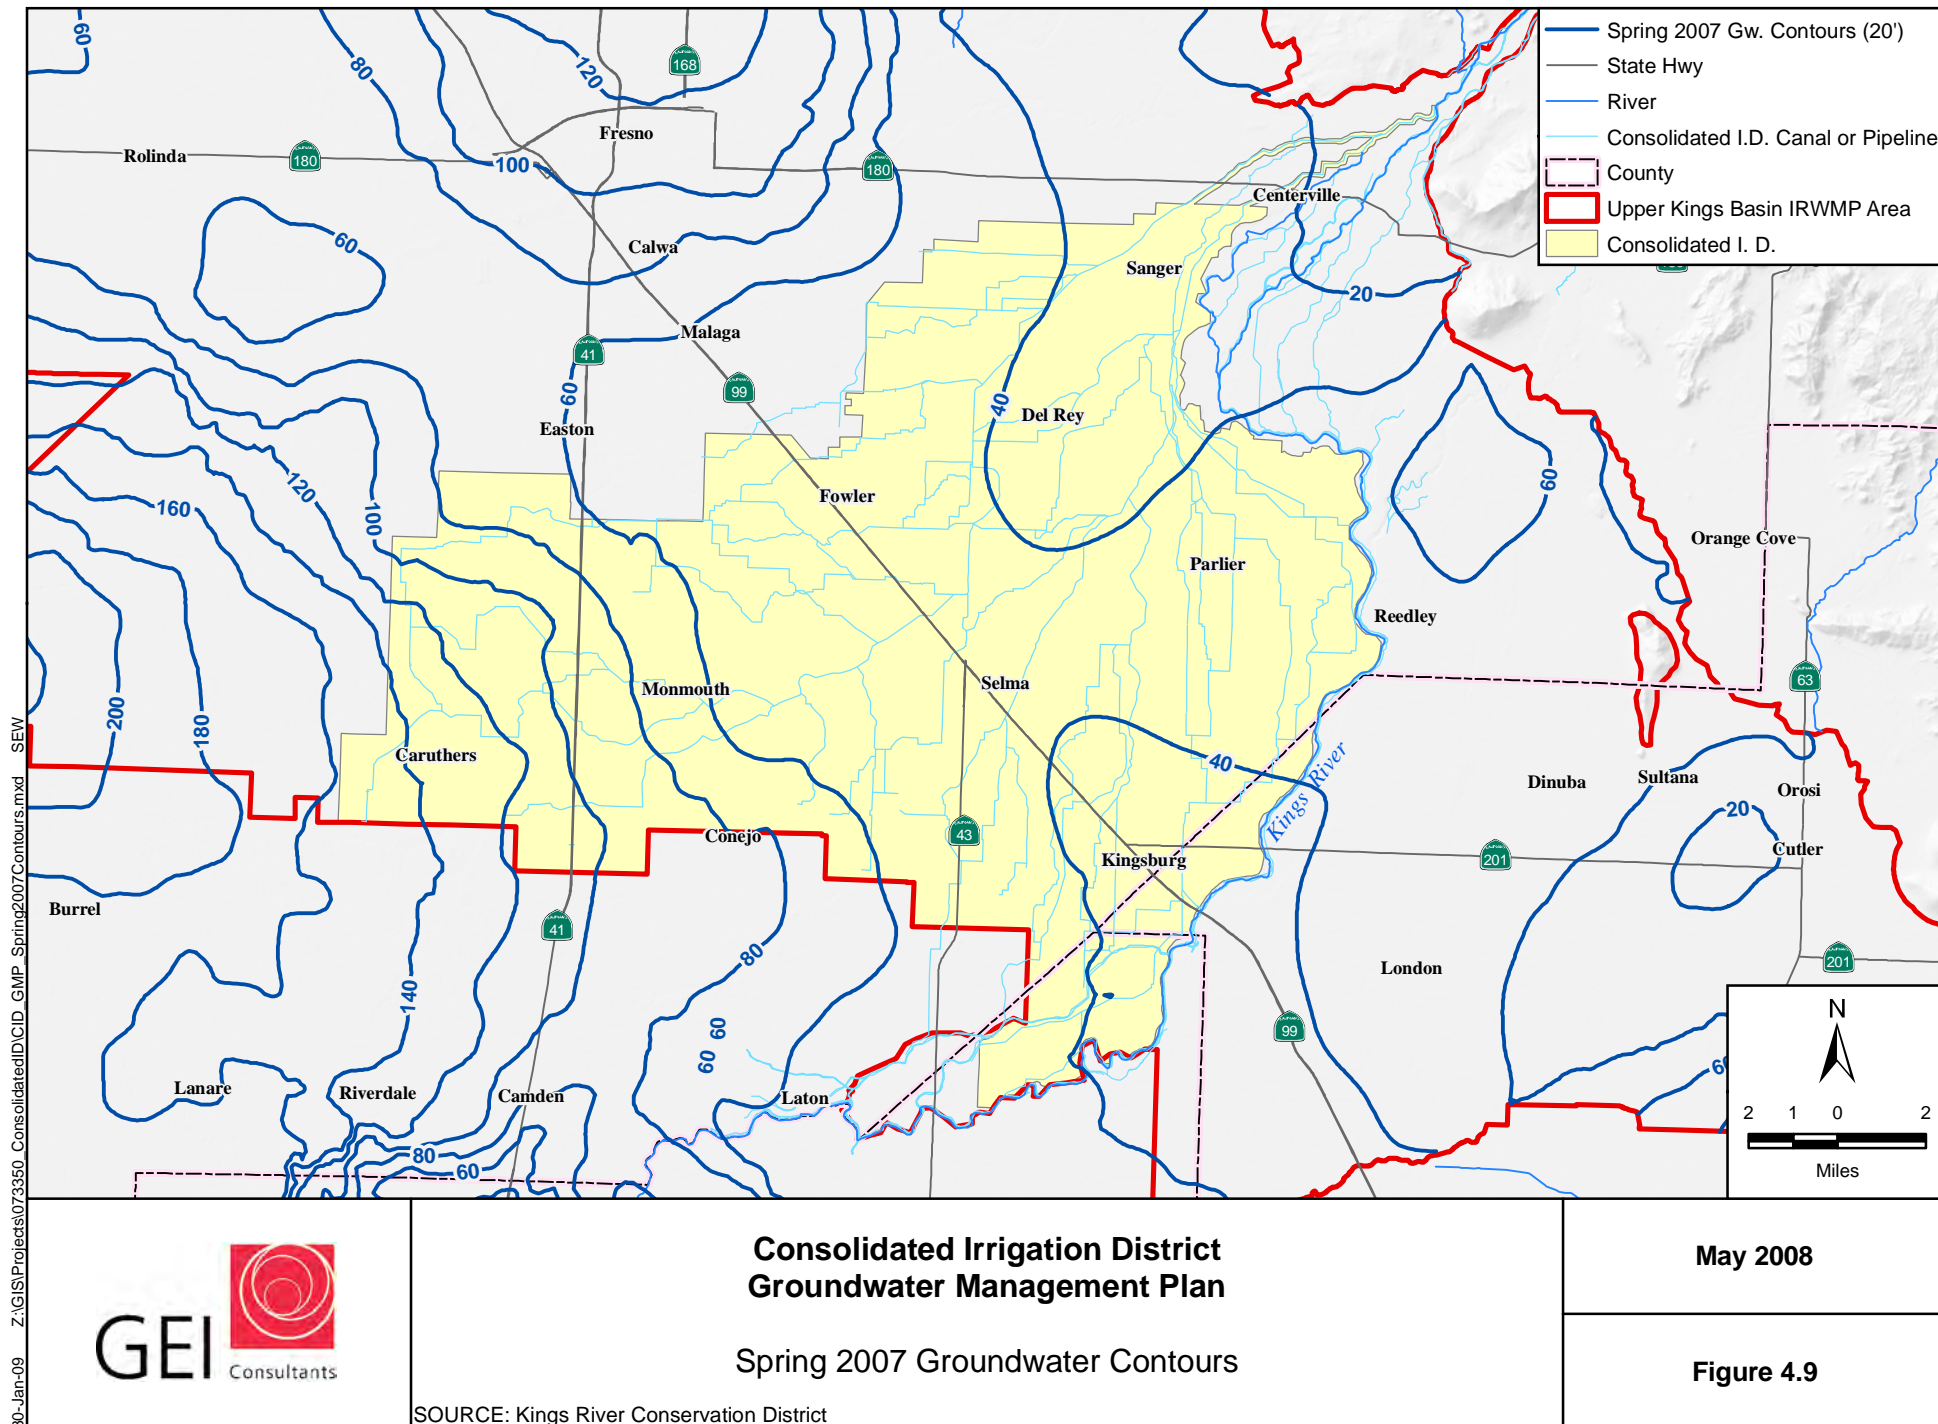 Spring 2007 Gw. Contours (20')
State Hwy
River
Consolidated I.D. Canal or Pipeline
County
Upper Kings Basin IRWMP Area
Consolidated I. D.
60
80
120
168
Fresno
Rolinda
180
100
180
Centerville
60
Calwa
Sanger
20
Malaga
41
99
60
40
Del Rey
Easton
120
160
100
Fowler
60
Orange Cove
Parlier
Reedley
63
200
180
Monmouth
Selma
Caruthers
40
Kings River
Dinuba
Sultana
Orosi
20
Conejo
43
Kingsburg
201
Cutler
Burrel
41
80
London
201
140
60
60
99
N
60
Lanare
Riverdale
Camden
Laton
2 1 0 2
Miles
80
60
30-Jan-09 Z:\GIS\Projects\073350_ConsolidatedID\CID_GMP_Spring2007Contours.mxd SEW
GEI
Consultants
Consolidated Irrigation District
Groundwater Management Plan
Spring 2007 Groundwater Contours
SOURCE: Kings River Conservation District
May 2008
Figure 4.9